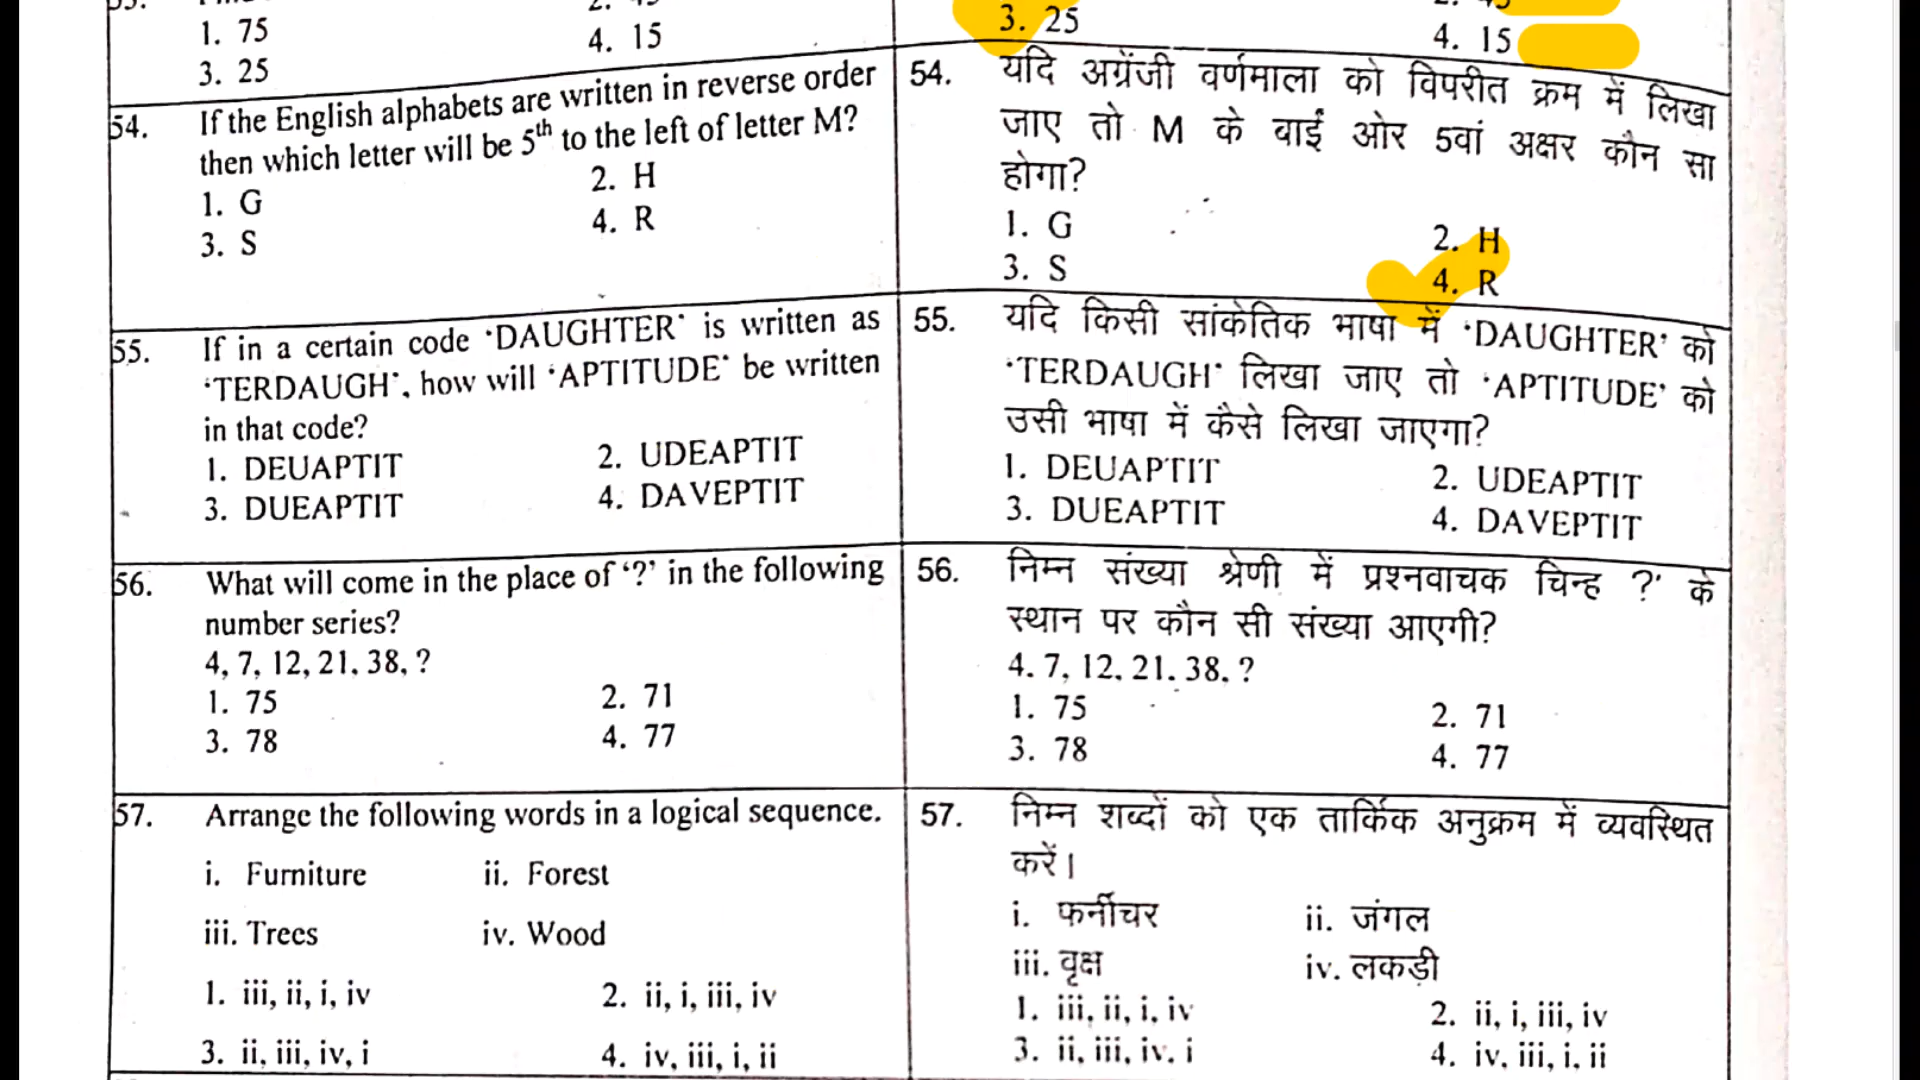 1. 75
4. 15
3. 25
54. If the English alphabets are written in reverse order
then which letter will be 5th to the left of letter M?
1. G
2. H
3. S
4. R
55. If in a certain code 'DAUGHTER' is written as
'TERDAUGH', how will 'APTITUDE' be written
in that code?
1. DEUAPTIT
2. UDEAPTIT
3. DUEAPTIT
4. DAVEPTIT
56. What will come in the place of '?' in the following
number series?
4, 7, 12, 21, 38, ?
1. 75
2. 71
3. 78
4. 77
57. Arrange the following words in a logical sequence.
i. Furniture ii. Forest
iii. Trees iv. Wood
1. iii, ii, i, iv
2. ii, i, iii, iv
3. ii, iii, iv, i
4. iv, iii, i, ii
3. 25
4. 15
54. यदि अग्रेंजी वर्णमाला को विपरीत क्रम में लिखा
जाए तो M के बाईं ओर 5वां अक्षर कौन सा
होगा?
1. G
2. H
3. S
4. R
55. यदि किसी सांकेतिक भाषा में 'DAUGHTER' को
'TERDAUGH' लिखा जाए तो 'APTITUDE' को
उसी भाषा में कैसे लिखा जाएगा?
1. DEUAPTIT
2. UDEAPTIT
3. DUEAPTIT
4. DAVEPTIT
56. निम्न संख्या श्रेणी में प्रश्नवाचक चिन्ह ?' के
स्थान पर कौन सी संख्या आएगी?
4. 7, 12, 21. 38. ?
1. 75
2. 71
3. 78
4. 77
57. निम्न शब्दों को एक तार्किक अनुक्रम में व्यवस्थित
करें।
i. फर्नीचर ii. जंगल
iii. वृक्ष iv. लकड़ी
1. iii, ii, i, iv
2. ii, i, iii, iv
3. ii, iii, iv, i
4. iv, iii, i, ii